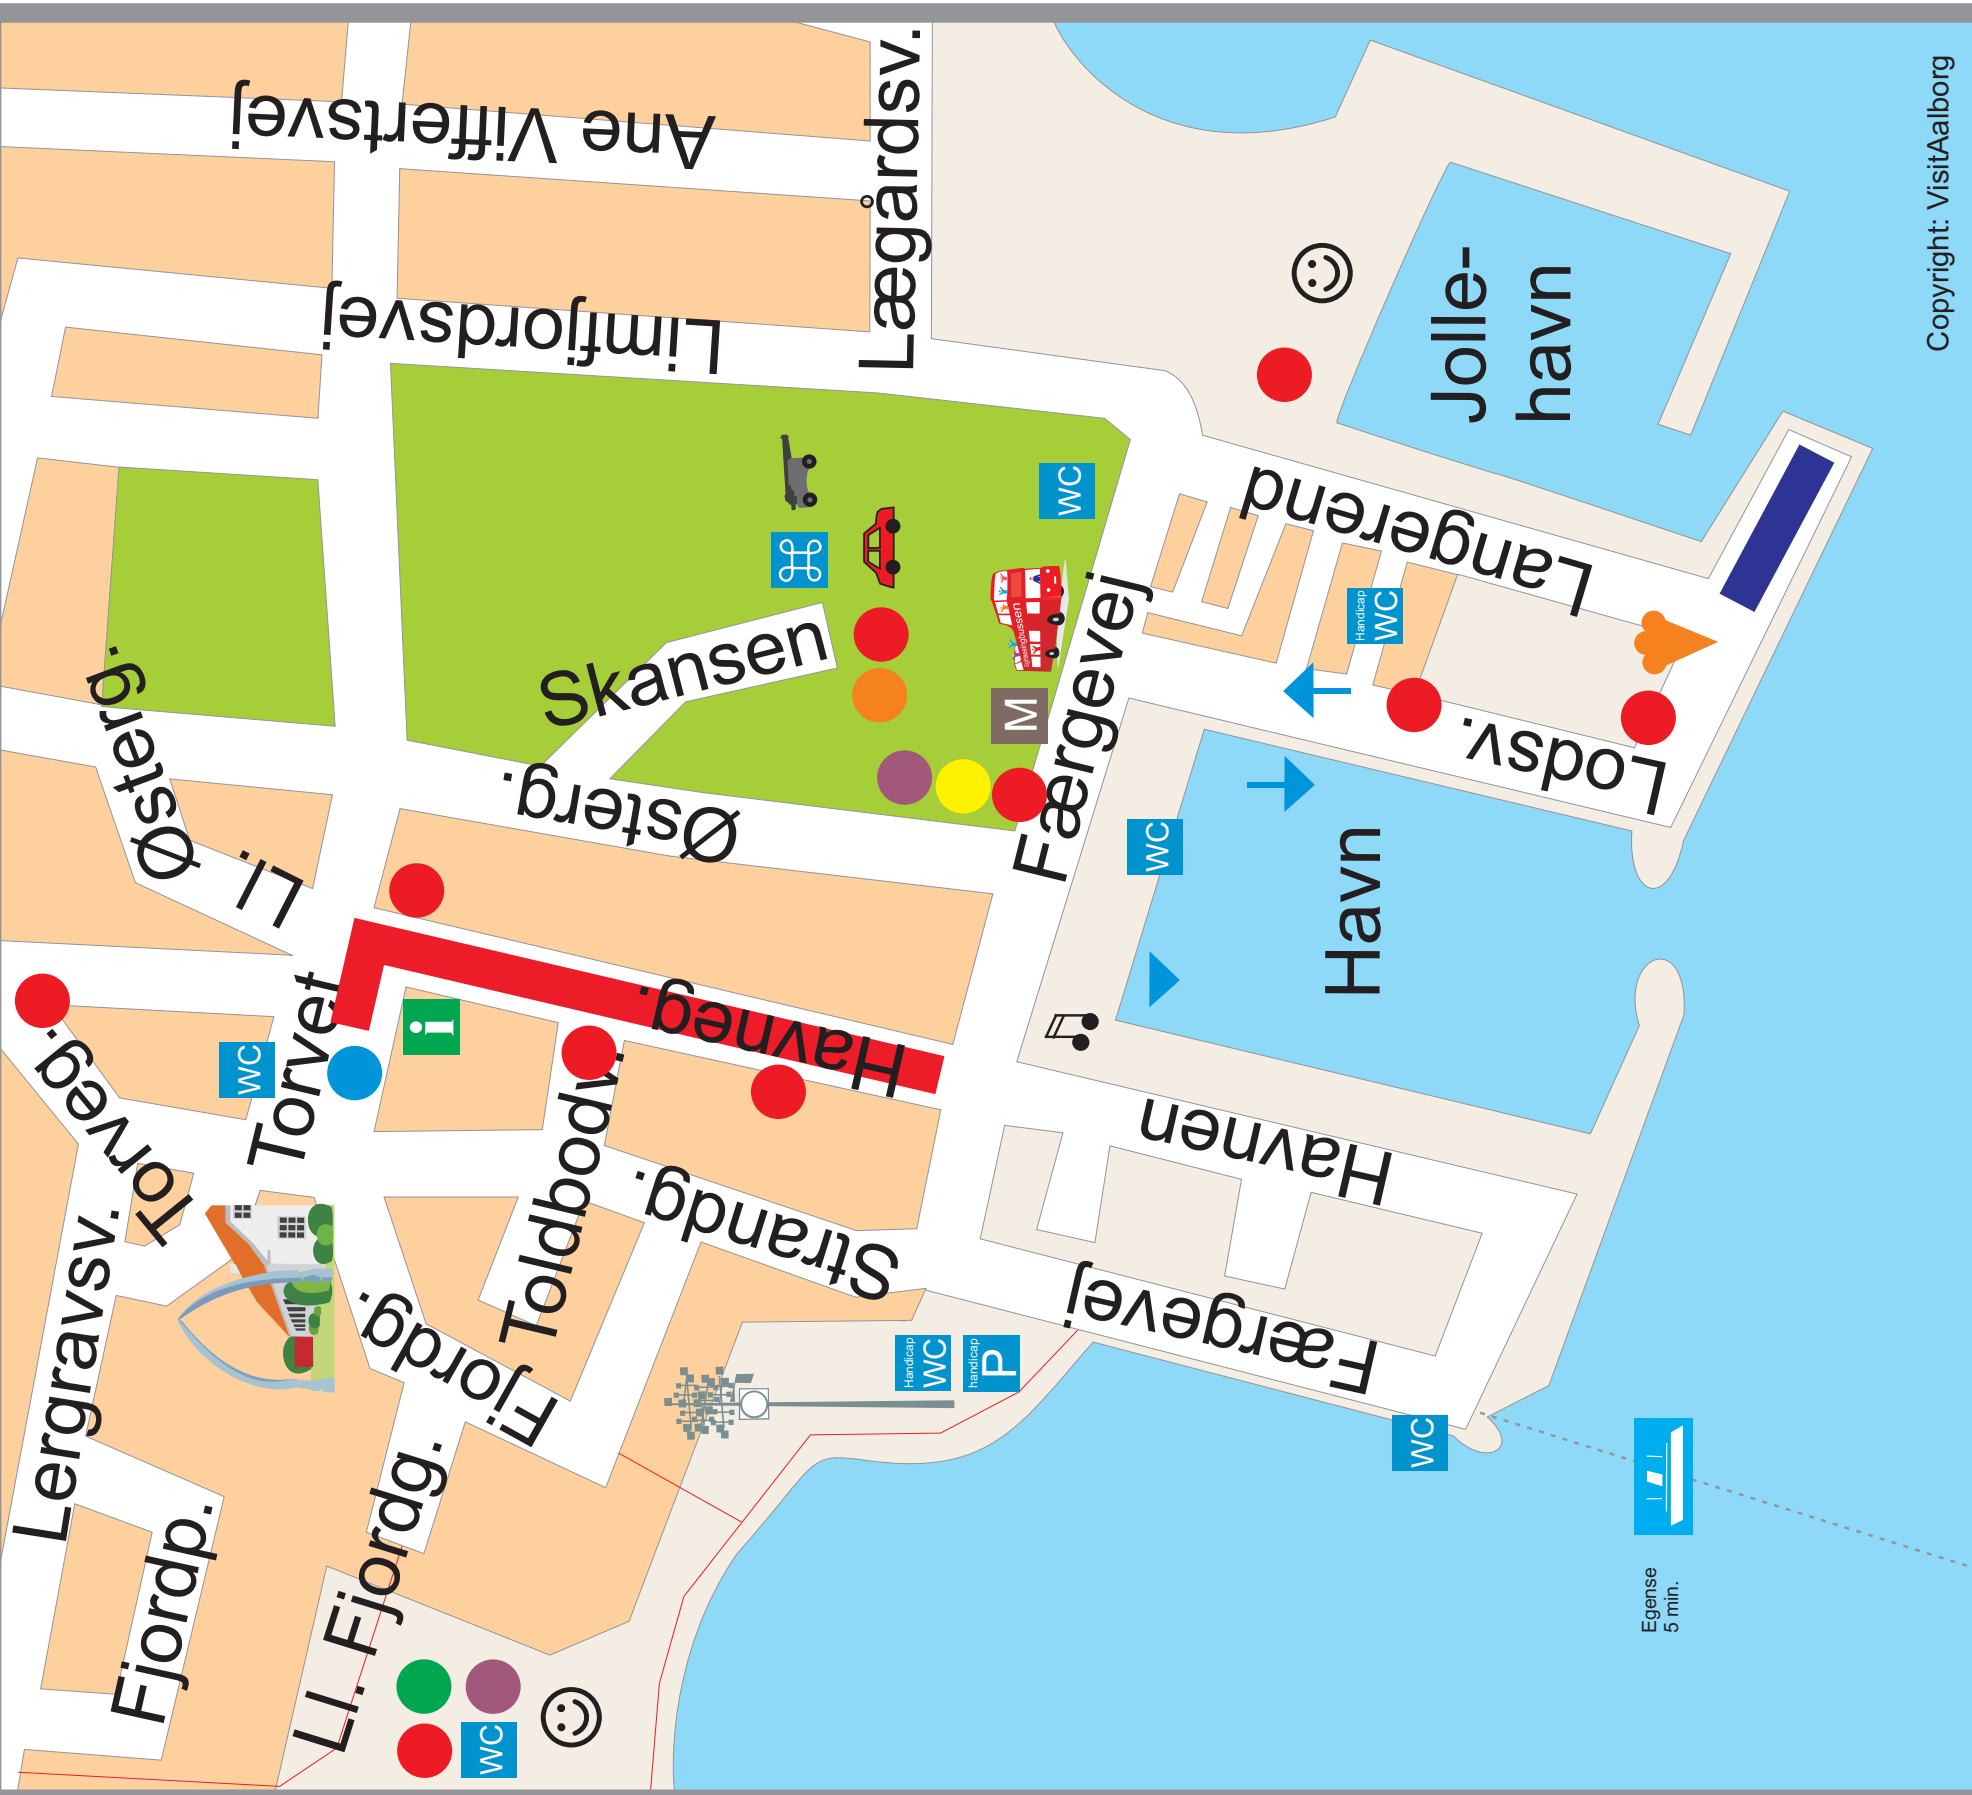 Ane Viffertsvej
Lægårdsv.
Limfjordsvej
Jolle-
havn
Copyright: VisitAalborg
WC
Langerend
Skansen
Sightseeingbussen
M
Handicap
WC
Færgevej
Lodsv.
Østerg.
Ll.
Østerg.
WC
Havn
Torvet
i
Havneg.
WC
Torveg.
Toldbodv.
Strandg.
Havnen
Færgevej
Lergravsv.
Fjordg.
Handicap
WC
handicap
P
WC
Fjordp.
Ll. Fjordg.
WC
Egense
5 min.